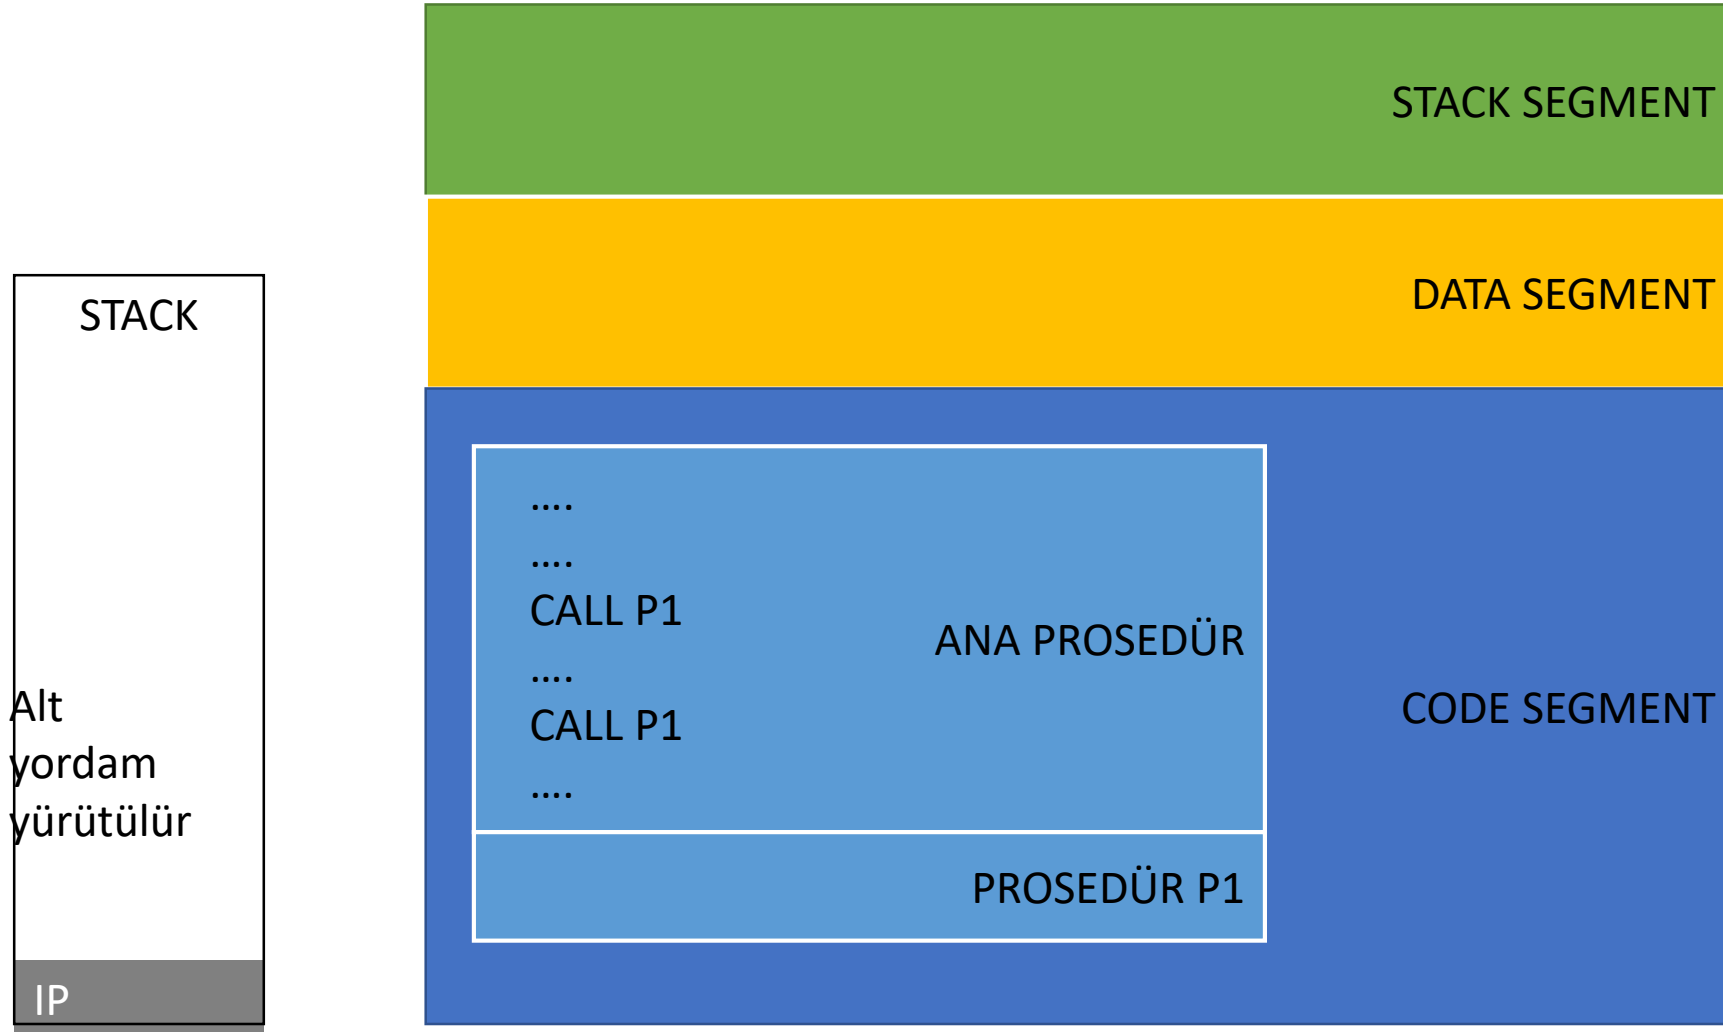 STACK
Alt
yordam
yürütülür
IP
STACK SEGMENT
DATA SEGMENT
....
....
CALL P1
....
CALL P1
....
ANA PROSEDÜR
PROSEDÜR P1
CODE SEGMENT